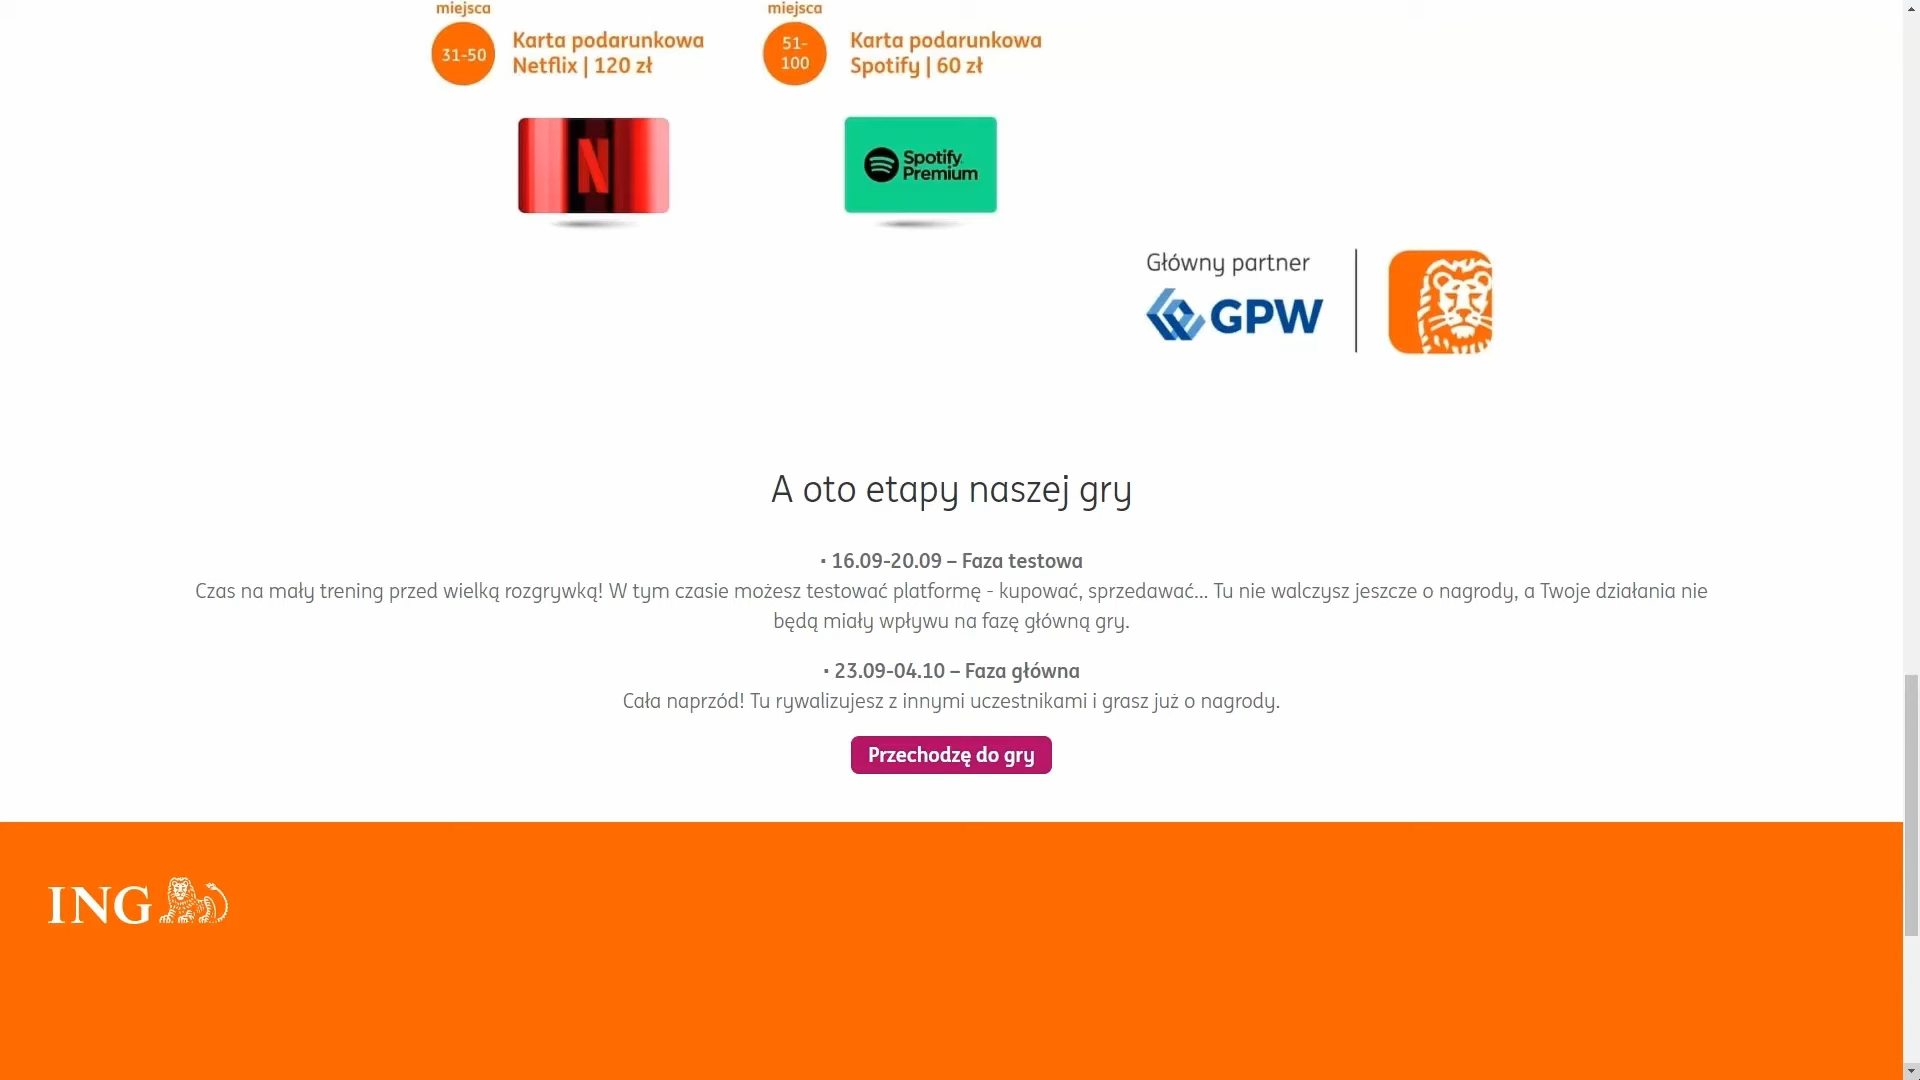 miejsca
31-50
Karta podarunkowa
Netflix | 120 zł
miejsca
51-
100
Karta podarunkowa
Spotify | 60 zł
N
Spotify
Premium
Główny partner
GPW
A oto etapy naszej gry
• 16.09-20.09 – Faza testowa
Czas na mały trening przed wielką rozgrywką! W tym czasie możesz testować platformę - kupować, sprzedawać... Tu nie walczysz jeszcze o nagrody, a Twoje działania nie
będą miały wpływu na fazę główną gry.
• 23.09-04.10 – Faza główna
Cała naprzód! Tu rywalizujesz z innymi uczestnikami i grasz już o nagrody.
Przechodzę do gry
ING